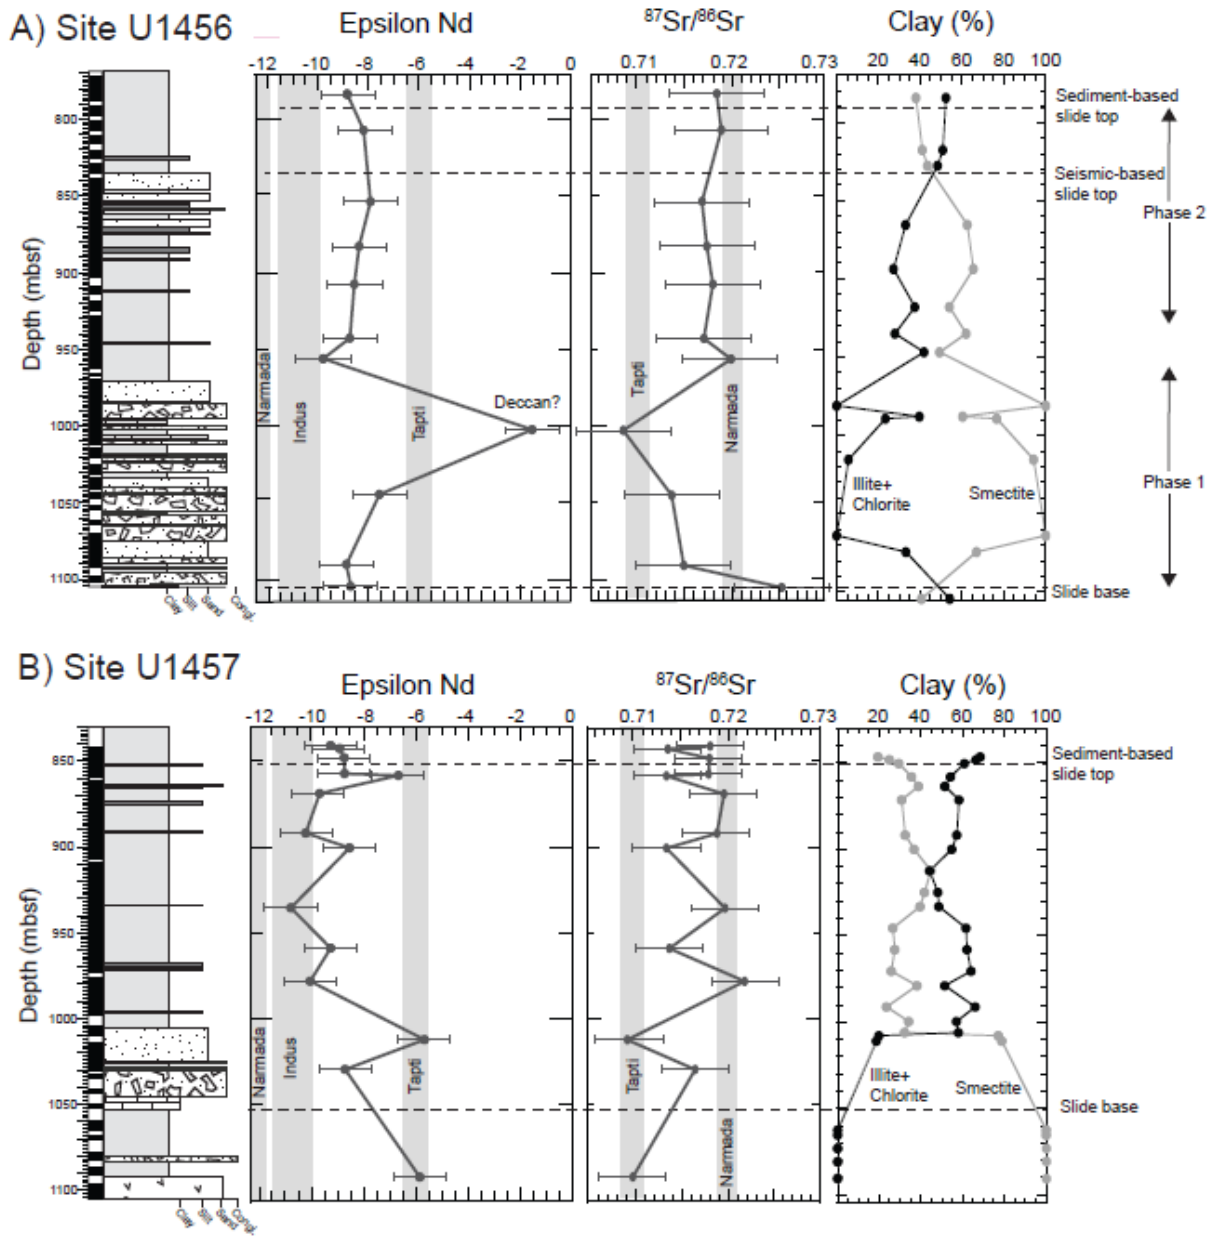 A) Site U1456
Epsilon Nd
87Sr/86Sr
Clay (%)
-12 -10 -8 -6 -4 -2 0
0.71 0.72 0.73
20 40 60 80 100
Depth (mbsf)
800
850
900
950
1000
1050
1100
Clay
Silt
Sand
Congl.
Narmada
Indus
Tapti
Deccan?
Tapti
Narmada
Illite+
Chlorite
Smectite
Sediment-based
slide top
Seismic-based
slide top
Phase 2
Phase 1
Slide base
B) Site U1457
Epsilon Nd
87Sr/86Sr
Clay (%)
-12 -10 -8 -6 -4 -2 0
0.71 0.72 0.73
20 40 60 80 100
Depth (mbsf)
850
900
950
1000
1050
1100
Clay
Silt
Sand
Congl.
Narmada
Indus
Tapti
Tapti
Narmada
Illite+
Chlorite
Smectite
Sediment-based
slide top
Slide base